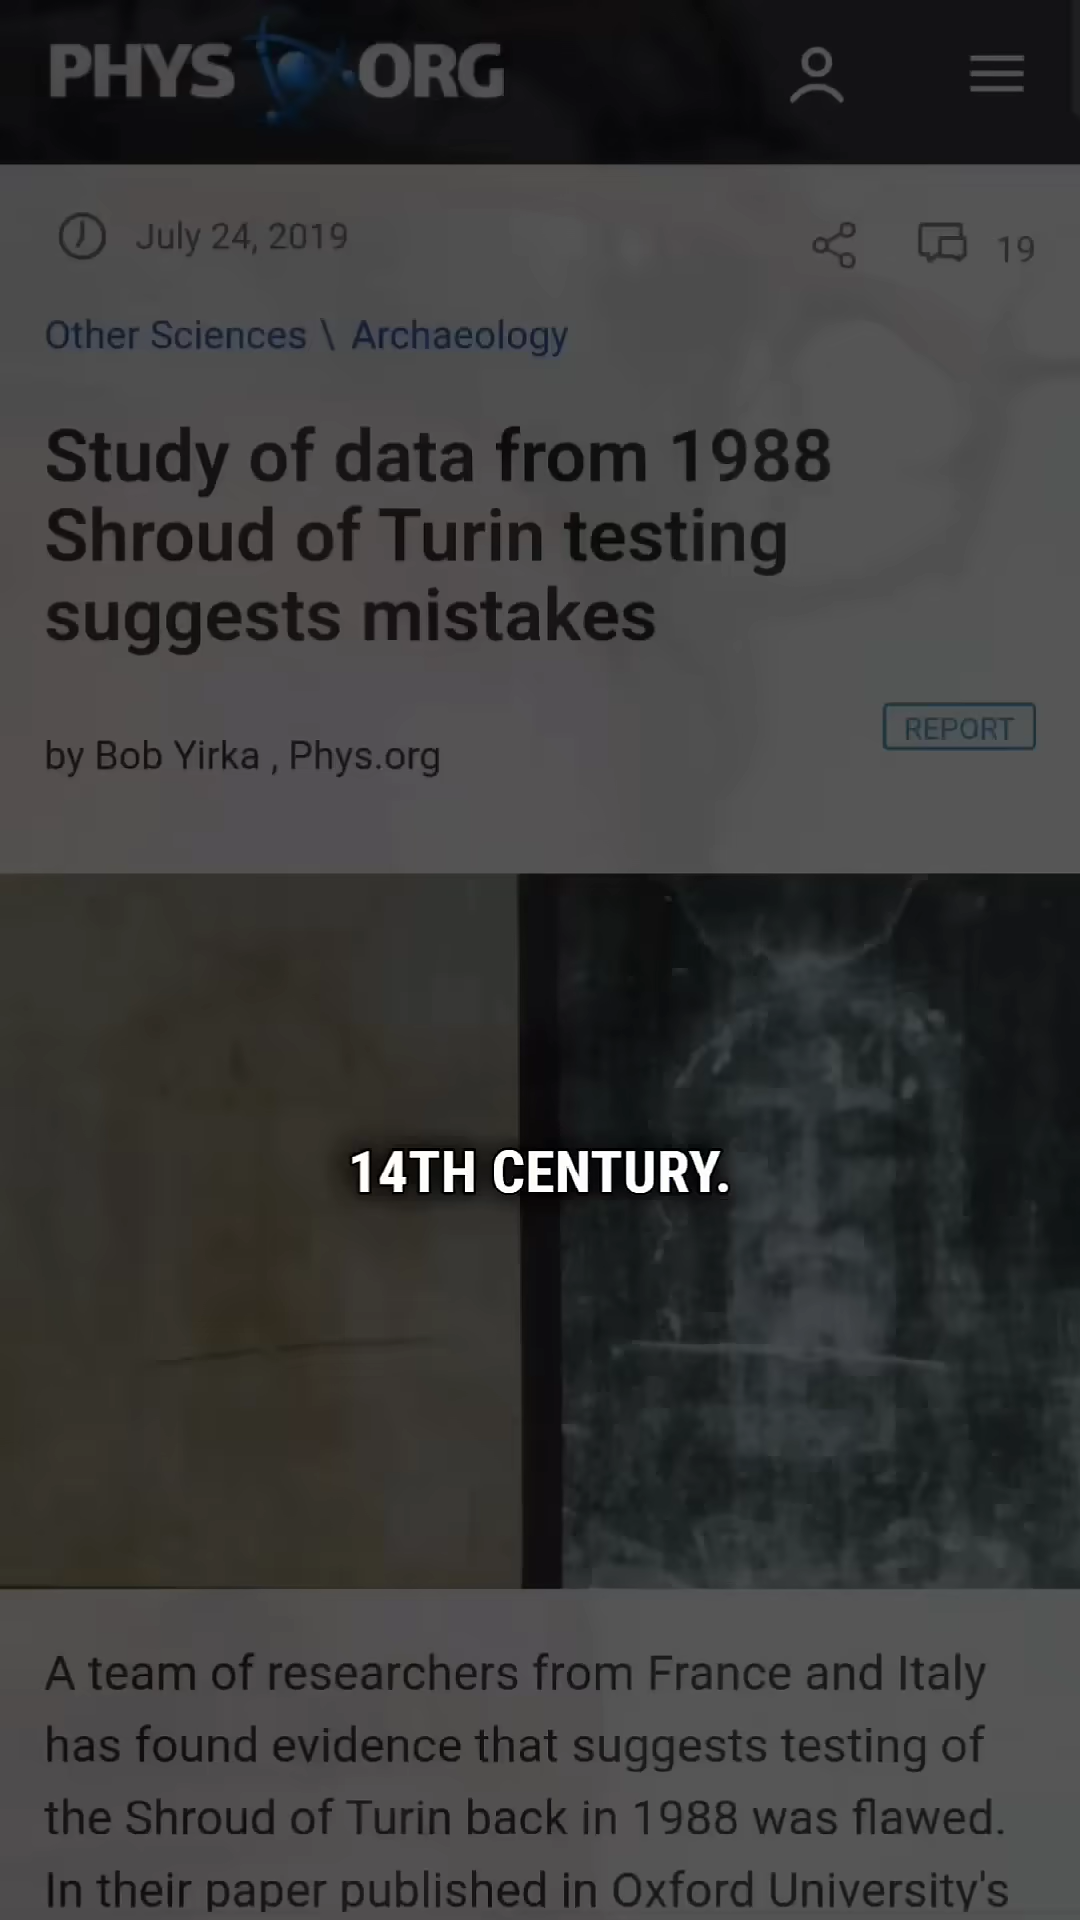 PHYS ORG
July 24, 2019
19
Other Sciences \ Archaeology
Study of data from 1988
Shroud of Turin testing
suggests mistakes
REPORT
by Bob Yirka , Phys.org
14TH CENTURY.
A team of researchers from France and Italy
has found evidence that suggests testing of
the Shroud of Turin back in 1988 was flawed.
In their paper published in Oxford University's